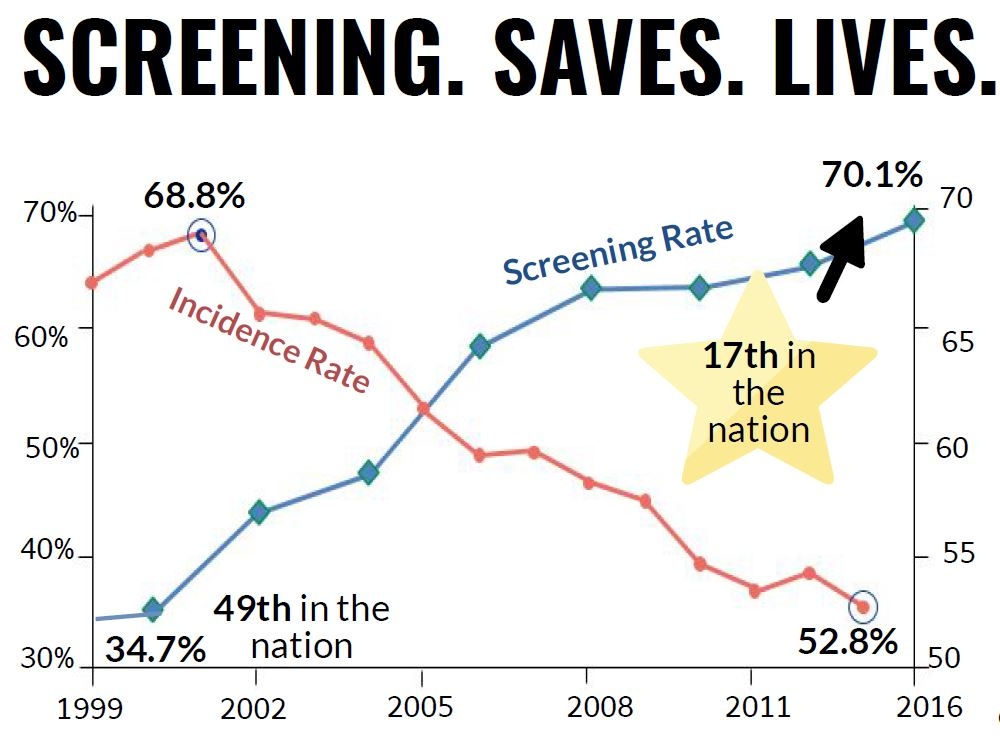 SCREENING. SAVES. LIVES.
68.8%
70.1%
70%
70
Screening Rate
Incidence Rate
60%
65
17th in
the
nation
50%
60
40%
55
49th in the
nation
34.7%
52.8%
30%
50
1999
2002
2005
2008
2011
2016